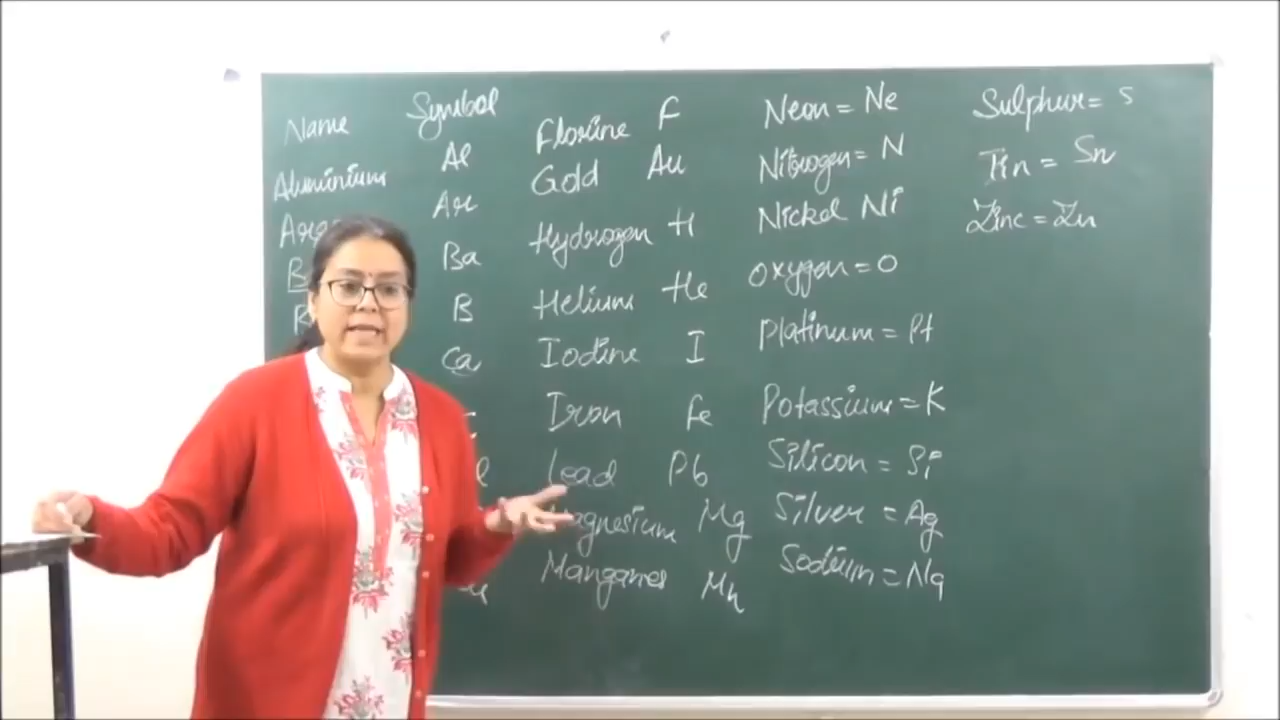 Name Symbol
Aluminium Al
Ar
Ba
B
Ca
Florine F
Gold Au
Hydrogen H
Helium He
Iodine I
Iron Fe
Lead Pb
Magnesium Mg
Manganes Mn
Neon = Ne
Nitrogen = N
Nickel Ni
Oxygen = O
Platinum = Pt
Potassium = K
Silicon = Si
Silver = Ag
Sodium = Na
Sulphur = S
Tin = Sn
Zinc = Zn